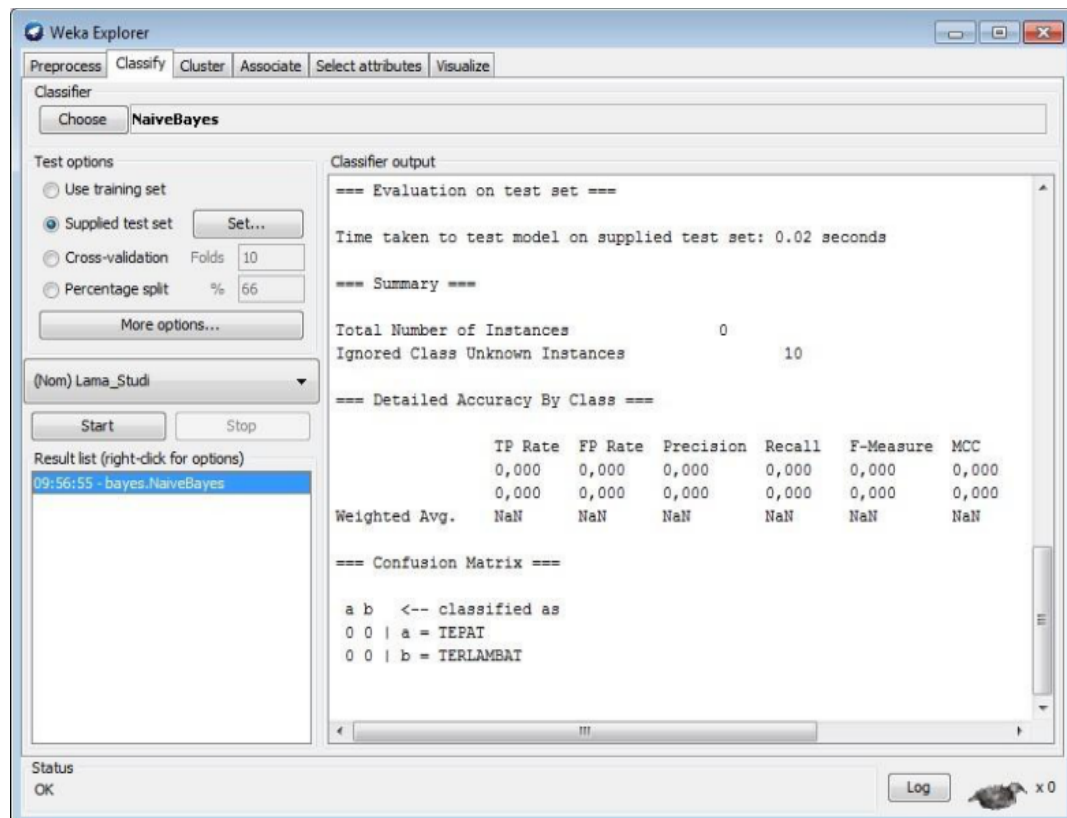 Weka Explorer
Preprocess Classify Cluster Associate Select attributes Visualize
Classifier
Choose NaiveBayes
Test options
Use training set
Supplied test set Set...
Cross-validation Folds 10
Percentage split % 66
More options...
(Nom) Lama_Studi
Start Stop
Result list (right-click for options)
09:56:55 - bayes.NaiveBayes
Classifier output
=== Evaluation on test set ===
Time taken to test model on supplied test set: 0.02 seconds
=== Summary ===
Total Number of Instances 0
Ignored Class Unknown Instances 10
=== Detailed Accuracy By Class ===
TP Rate FP Rate Precision Recall F-Measure MCC
0,000 0,000 0,000 0,000 0,000 0,000
0,000 0,000 0,000 0,000 0,000 0,000
Weighted Avg. NaN NaN NaN NaN NaN NaN
=== Confusion Matrix ===
a b <-- classified as
0 0 | a = TEPAT
0 0 | b = TERLAMBAT
Status
OK
Log x 0